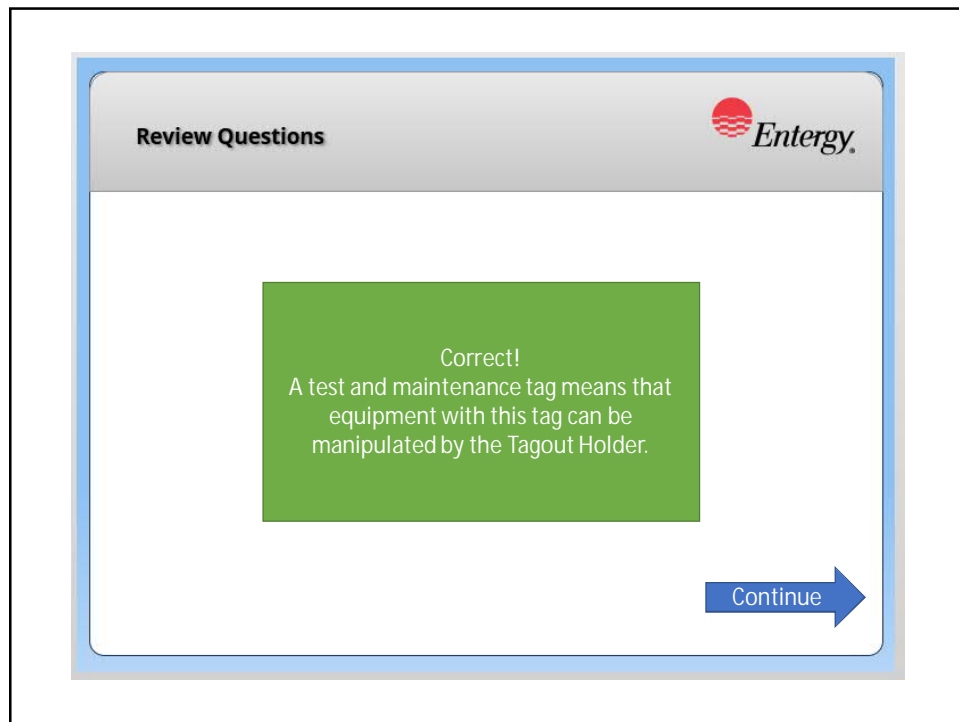 Review Questions
Entergy.
Correct!
A test and maintenance tag means that
equipment with this tag can be
manipulated by the Tagout Holder.
Continue